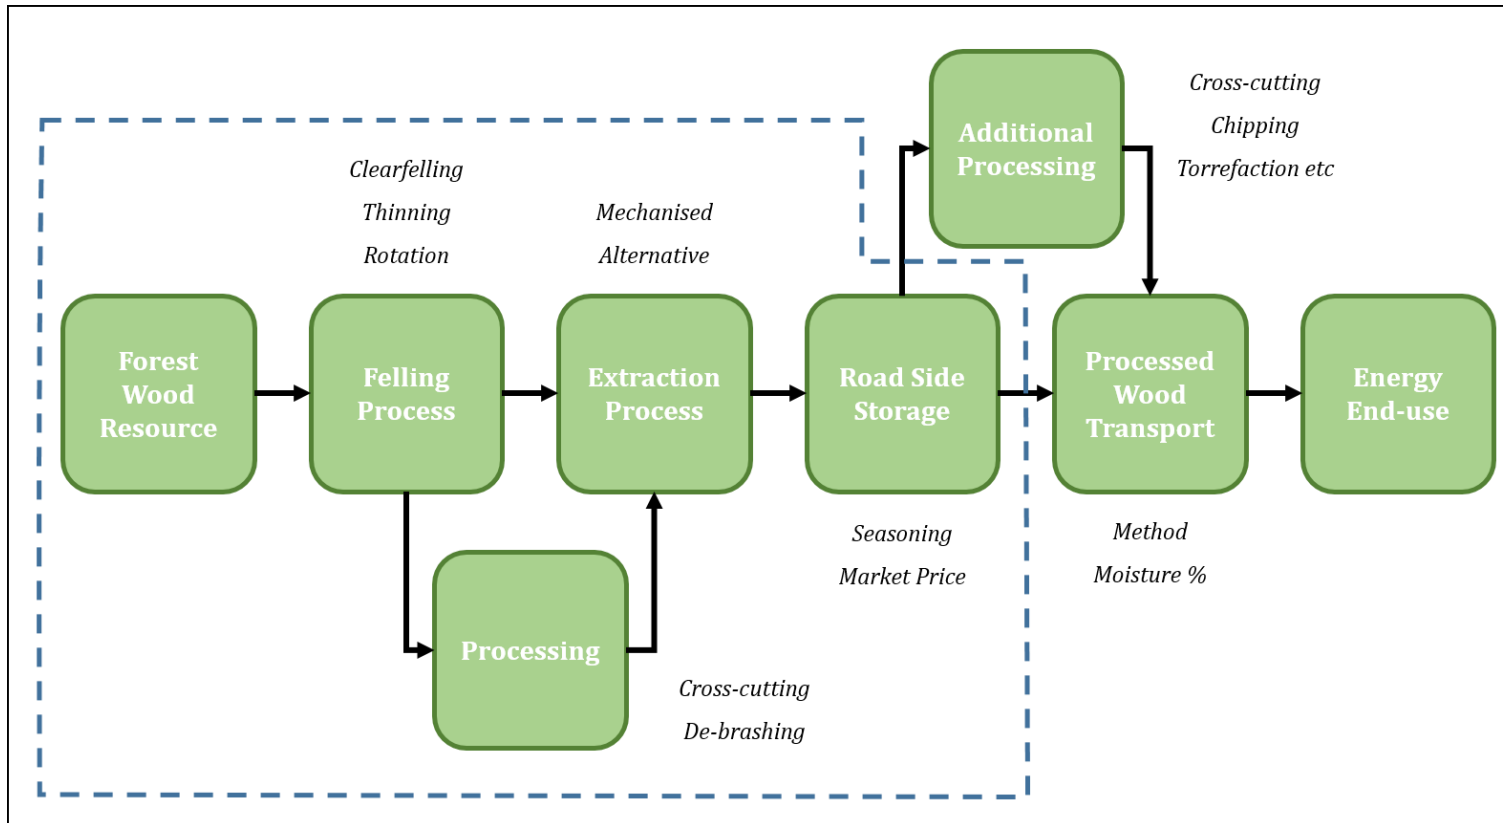 Cross-cutting
Chipping
Torrefaction etc
Additional
Processing
Clearfelling
Thinning
Rotation
Mechanised
Alternative
Forest
Wood
Resource
Felling
Process
Extraction
Process
Road Side
Storage
Processed
Wood
Transport
Energy
End-use
Seasoning
Market Price
Method
Moisture %
Processing
Cross-cutting
De-brashing